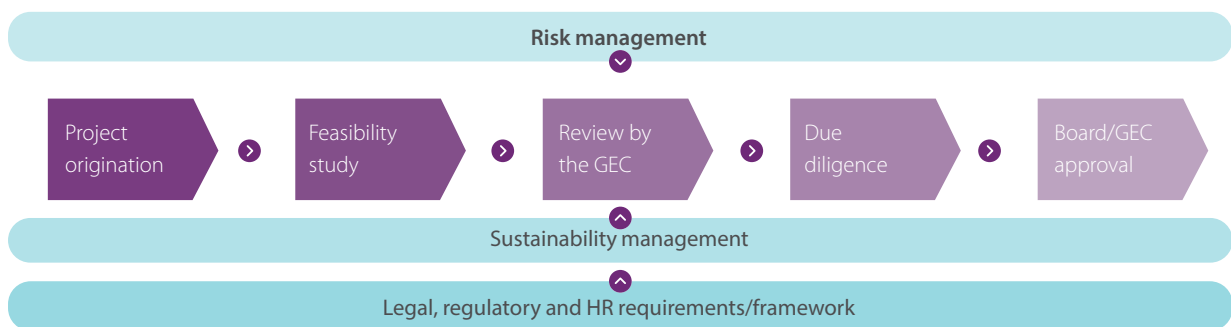 Risk management
Project
origination
Feasibility
study
Review by
the GEC
Due
diligence
Board/GEC
approval
Sustainability management
Legal, regulatory and HR requirements/framework